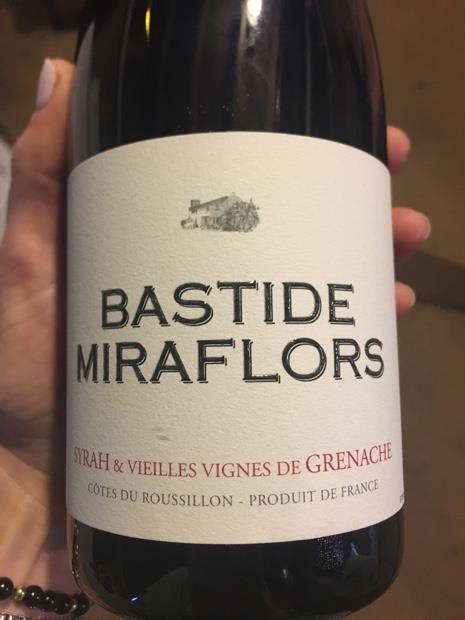 BASTIDE
MIRAFLORS
SYRAH & VIEILLES VIGNES DE GRENACHE
CÔTES DU ROUSSILLON - PRODUIT DE FRANCE